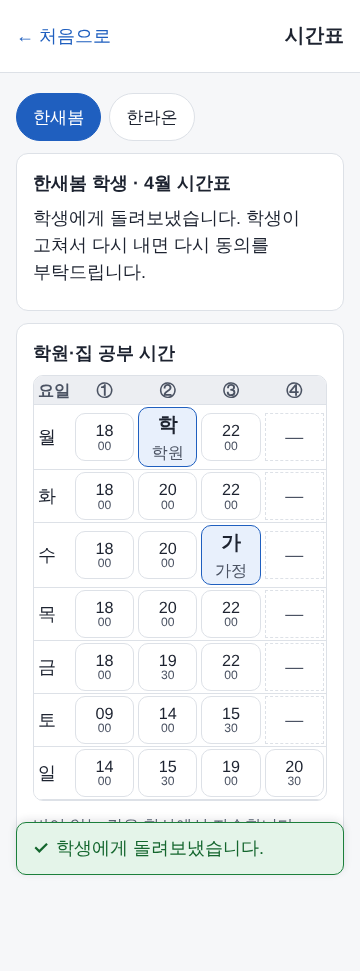 ← 처음으로
시간표
한새봄 한라온
한새봄 학생 · 4월 시간표
학생에게 돌려보냈습니다. 학생이
고쳐서 다시 내면 다시 동의를
부탁드립니다.
학원·집 공부 시간
요일 ① ② ③ ④
월 18 00 학 학원 22 00 —
화 18 00 20 00 22 00 —
수 18 00 20 00 가 가정 —
목 18 00 20 00 22 00 —
금 18 00 19 30 22 00 —
토 09 00 14 00 15 30 —
일 14 00 15 30 19 00 20 30
✓ 학생에게 돌려보냈습니다.